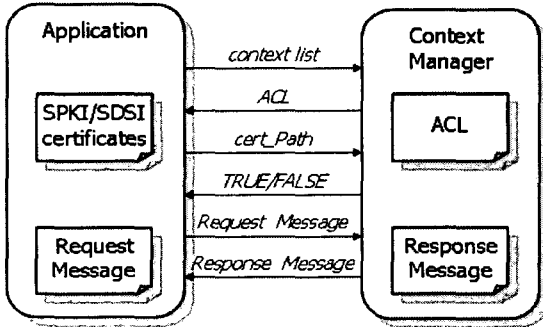 Application
SPKI/SDSI
certificates
Request
Message
context list
ACL
cert_Path
TRUE/FALSE
Request Message
Response Message
Context
Manager
ACL
Response
Message